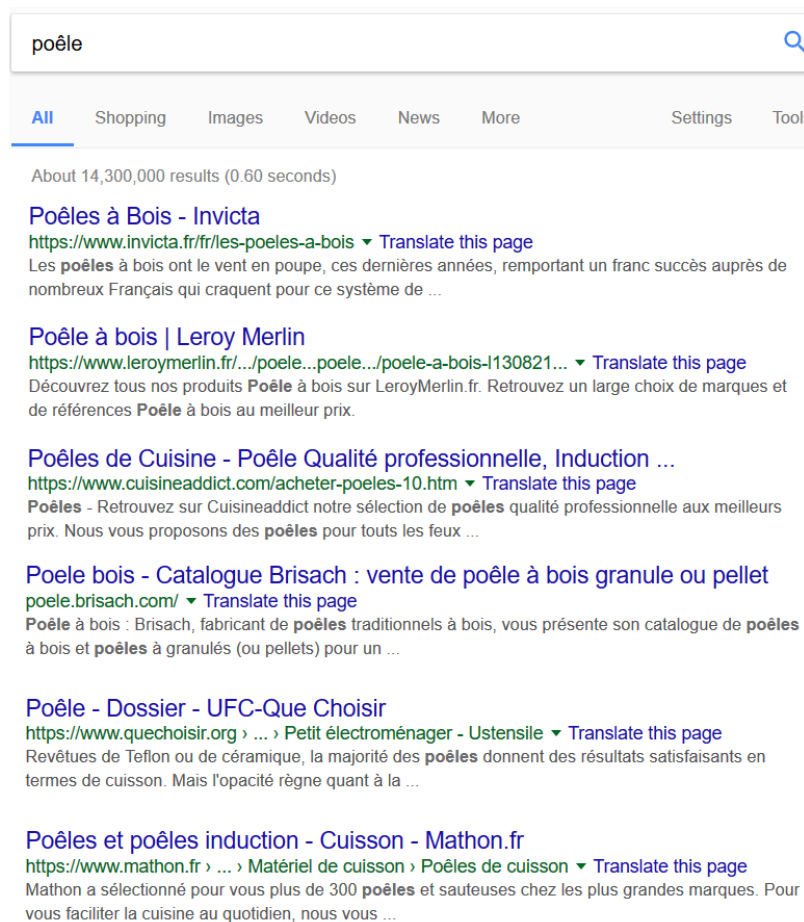 poêle
All Shopping Images Videos News More Settings Tool
About 14,300,000 results (0.60 seconds)
Poêles à Bois - Invicta
https://www.invicta.fr/fr/les-poeles-a-bois ▼ Translate this page
Les poêles à bois ont le vent en poupe, ces dernières années, remportant un franc succès auprès de
nombreux Français qui craquent pour ce système de ...
Poêle à bois | Leroy Merlin
https://www.leroymerlin.fr/.../poele...poele.../poele-a-bois-l130821... ▼ Translate this page
Découvrez tous nos produits Poêle à bois sur LeroyMerlin.fr. Retrouvez un large choix de marques et
de références Poêle à bois au meilleur prix.
Poêles de Cuisine - Poêle Qualité professionnelle, Induction ...
https://www.cuisineaddict.com/acheter-poeles-10.htm ▼ Translate this page
Poêles - Retrouvez sur Cuisineaddict notre sélection de poêles qualité professionnelle aux meilleurs
prix. Nous vous proposons des poêles pour touts les feux ...
Poele bois - Catalogue Brisach : vente de poêle à bois granule ou pellet
poele.brisach.com/ ▼ Translate this page
Poêle à bois : Brisach, fabricant de poêles traditionnels à bois, vous présente son catalogue de poêles
à bois et poêles à granulés (ou pellets) pour un ...
Poêle - Dossier - UFC-Que Choisir
https://www.quechoisir.org › ... › Petit électroménager - Ustensile ▼ Translate this page
Revêtues de Teflon ou de céramique, la majorité des poêles donnent des résultats satisfaisants en
termes de cuisson. Mais l'opacité règne quant à la ...
Poêles et poêles induction - Cuisson - Mathon.fr
https://www.mathon.fr › ... › Matériel de cuisson › Poêles de cuisson ▼ Translate this page
Mathon a sélectionné pour vous plus de 300 poêles et sauteuses chez les plus grandes marques. Pour
vous faciliter la cuisine au quotidien, nous vous ...